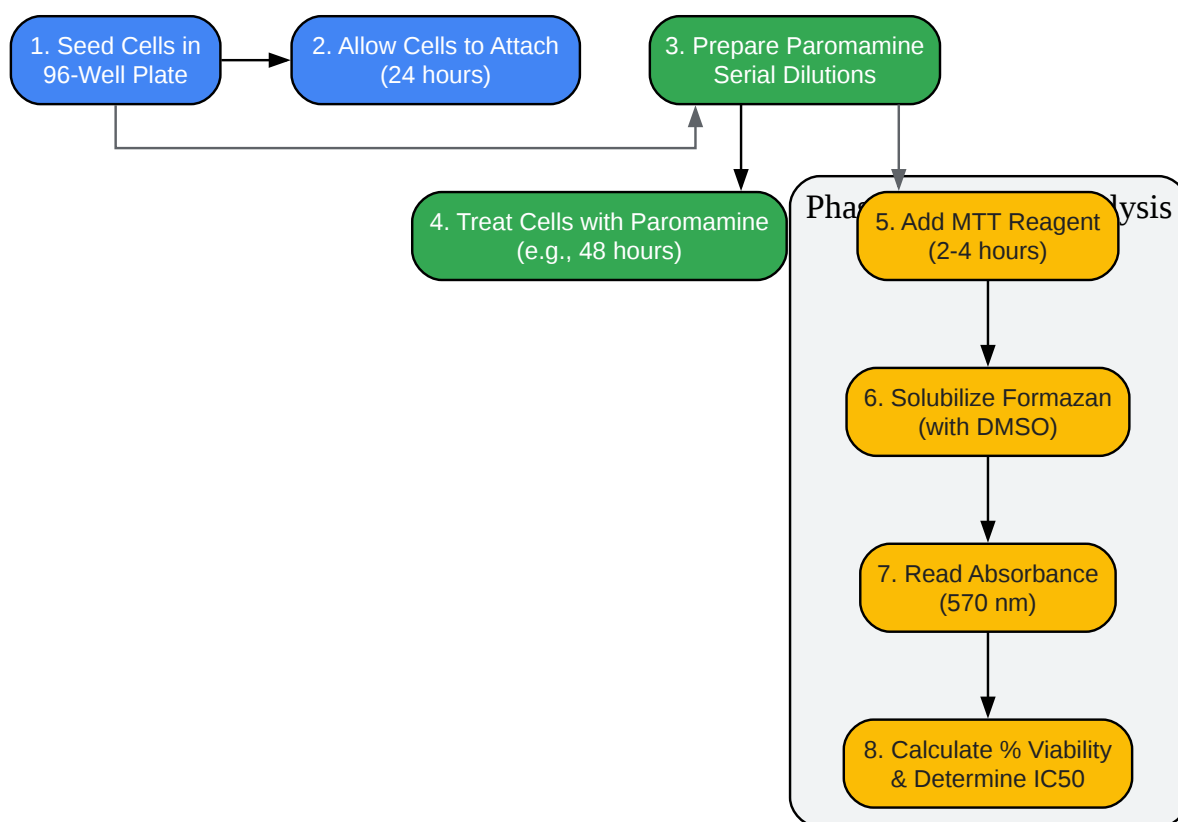 1. Seed Cells in
96-Well Plate
2. Allow Cells to Attach
(24 hours)
3. Prepare Paromamine
Serial Dilutions
4. Treat Cells with Paromamine
(e.g., 48 hours)
5. Add MTT Reagent
(2-4 hours)
6. Solubilize Formazan
(with DMSO)
7. Read Absorbance
(570 nm)
8. Calculate % Viability
& Determine IC50